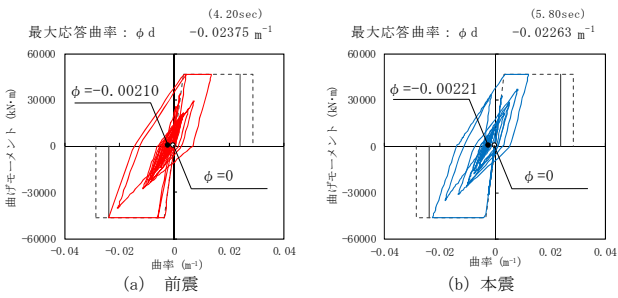 (4.20sec)
最大応答曲率：φd -0.02375 m⁻¹
60000
30000
0
-30000
-60000
曲げモーメント (kN·m)
φ=-0.00210
φ=0
-0.04 -0.02 0 0.02 0.04
曲率 (m⁻¹)
(a) 前震
(5.80sec)
最大応答曲率：φd -0.02263 m⁻¹
60000
30000
0
-30000
-60000
曲げモーメント (kN·m)
φ=-0.00221
φ=0
-0.04 -0.02 0 0.02 0.04
曲率 (m⁻¹)
(b) 本震